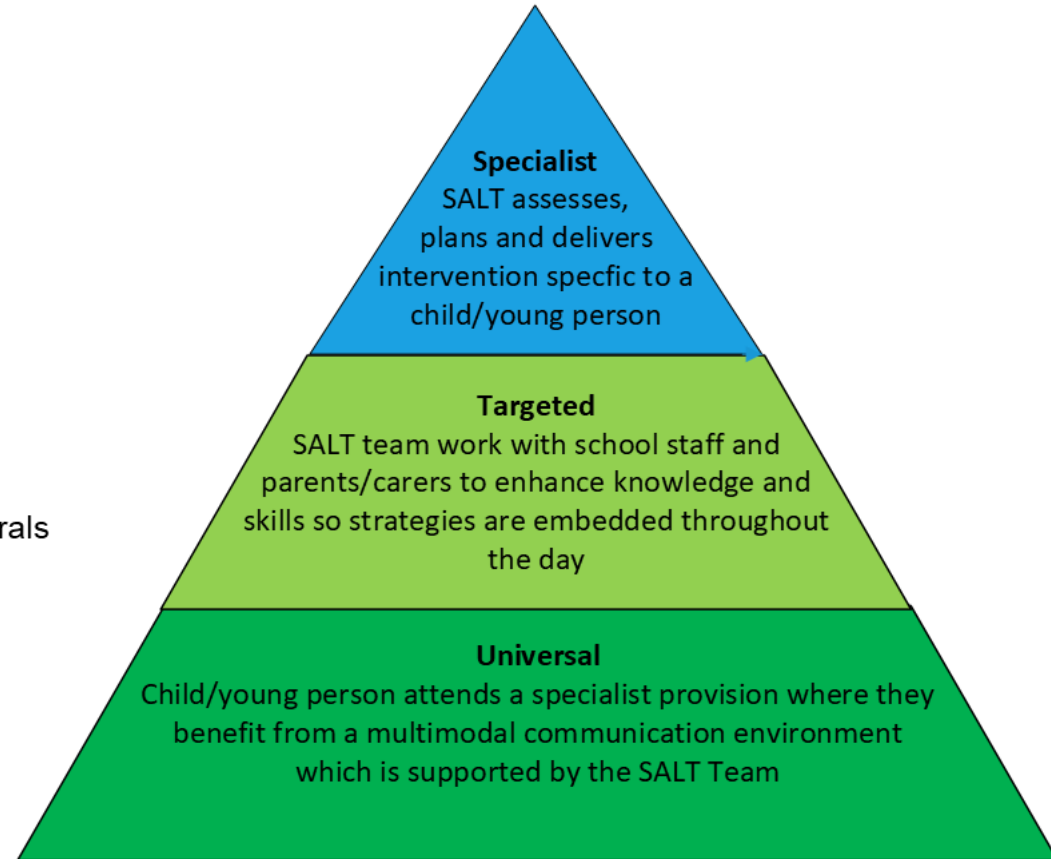 Specialist
SALT assesses,
plans and delivers
intervention specfic to a
child/young person
Targeted
SALT team work with school staff and
parents/carers to enhance knowledge and
skills so strategies are embedded throughout
the day
rals
Universal
Child/young person attends a specialist provision where they
benefit from a multimodal communication environment
which is supported by the SALT Team